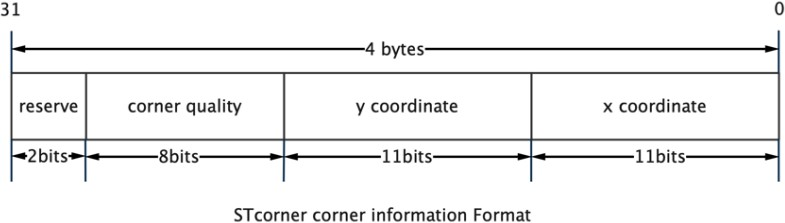 31 0
4 bytes
reserve corner quality y coordinate x coordinate
2bits 8bits 11bits 11bits
STcorner corner information Format